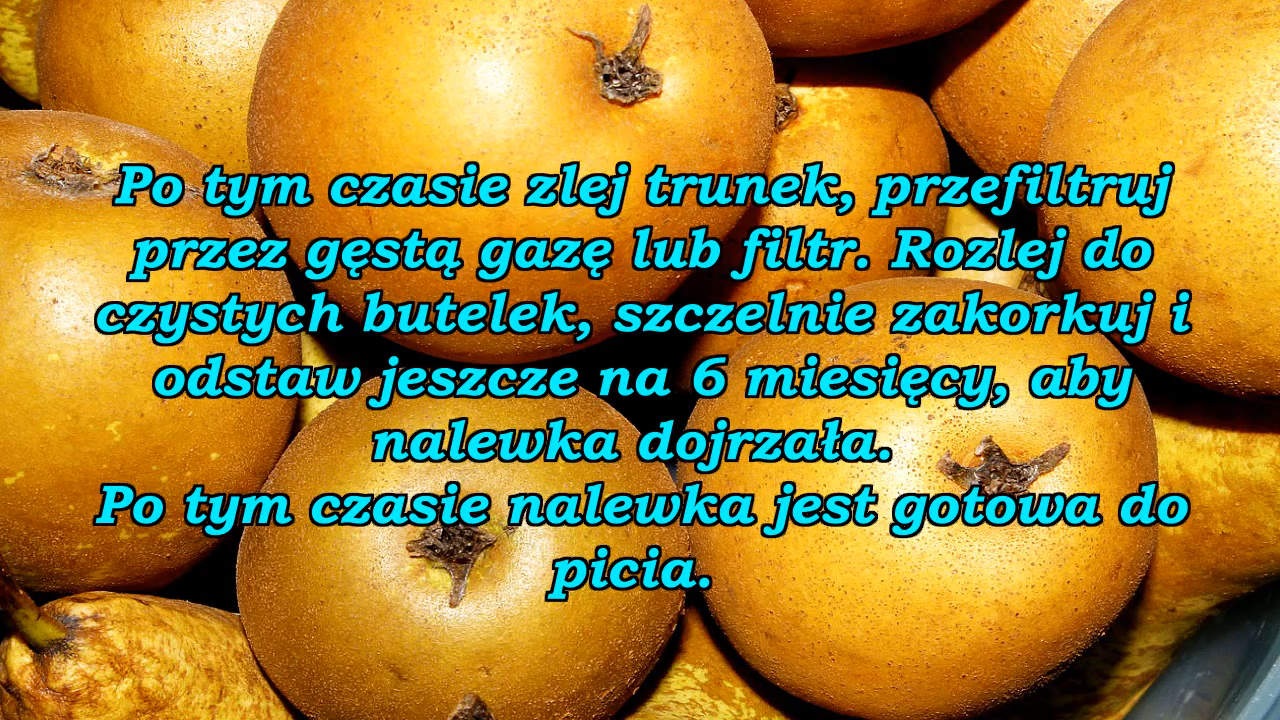 Po tym czasie zlej trunek, przefiltruj
przez gęstą gazę lub filtr. Rozlej do
czystych butelek, szczelnie zakorkuj i
odstaw jeszcze na 6 miesięcy, aby
nalewka dojrzała.
Po tym czasie nalewka jest gotowa do
picia.